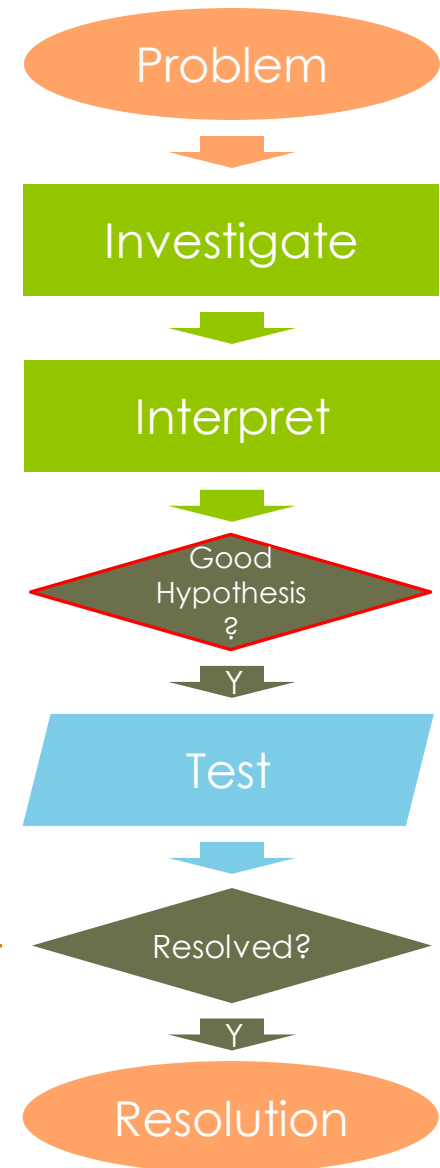 Problem
Investigate
Interpret
Good
Hypothesis
?
Y
Test
Resolved?
Y
Resolution